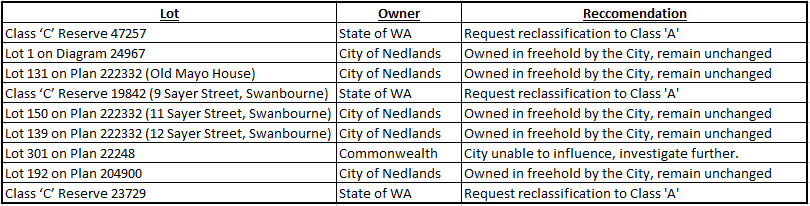 Lot Owner Reccomendation
Class ‘C’ Reserve 47257 State of WA Request reclassification to Class 'A'
Lot 1 on Diagram 24967 City of Nedlands Owned in freehold by the City, remain unchanged
Lot 131 on Plan 222332 (Old Mayo House) City of Nedlands Owned in freehold by the City, remain unchanged
Class ‘C’ Reserve 19842 (9 Sayer Street, Swanbourne) State of WA Request reclassification to Class 'A'
Lot 150 on Plan 222332 (11 Sayer Street, Swanbourne) City of Nedlands Owned in freehold by the City, remain unchanged
Lot 139 on Plan 222332 (12 Sayer Street, Swanbourne) City of Nedlands Owned in freehold by the City, remain unchanged
Lot 301 on Plan 22248 Commonwealth City unable to influence, investigate further.
Lot 192 on Plan 204900 City of Nedlands Owned in freehold by the City, remain unchanged
Class ‘C’ Reserve 23729 State of WA Request reclassification to Class 'A'